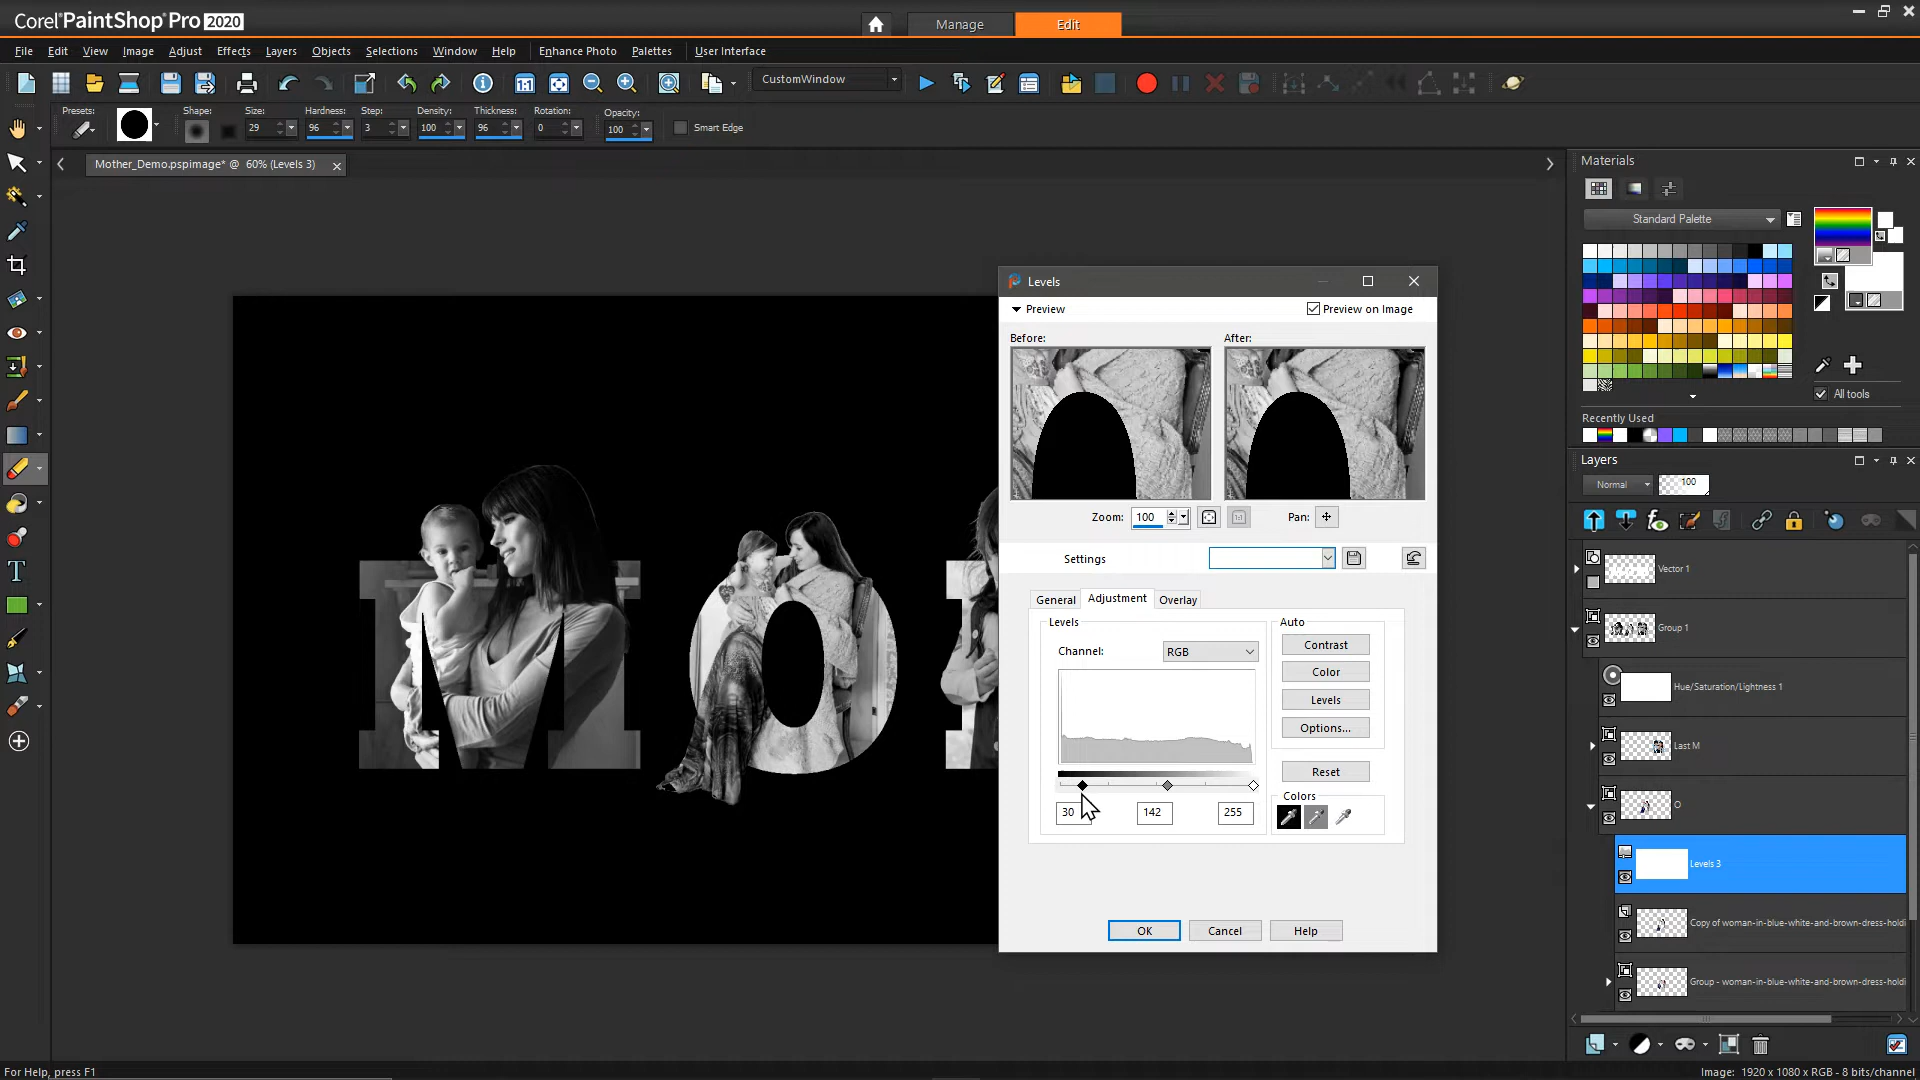 Corel PaintShop Pro 2020
Manage
Edit
File Edit View Image Adjust Effects Layers Objects Selections Window Help Enhance Photo Palettes User Interface
CustomWindow
Presets: Shape: Size: Hardness: Step: Density: Thickness: Rotation: Opacity:
29 96 3 100 96 0 100 Smart Edge
Mother_Demo.pspimage* @ 60% (Levels 3)
Materials
Standard Palette
All tools
Recently Used
Layers
Normal 100
Vector 1
Group 1
Hue/Saturation/Lightness 1
Last M
O
Levels 3
Copy of woman-in-blue-white-and-brown-dress-holdi
Group - woman-in-blue-white-and-brown-dress-holdi
Levels
Preview
Preview on Image
Before: After:
Zoom: 100 Pan:
Settings
General Adjustment Overlay
Levels
Channel: RGB
30 142 255
Auto
Contrast
Color
Levels
Options...
Reset
Colors
OK Cancel Help
M O
For Help, press F1
Image: 1920 x 1080 x RGB - 8 bits/channel